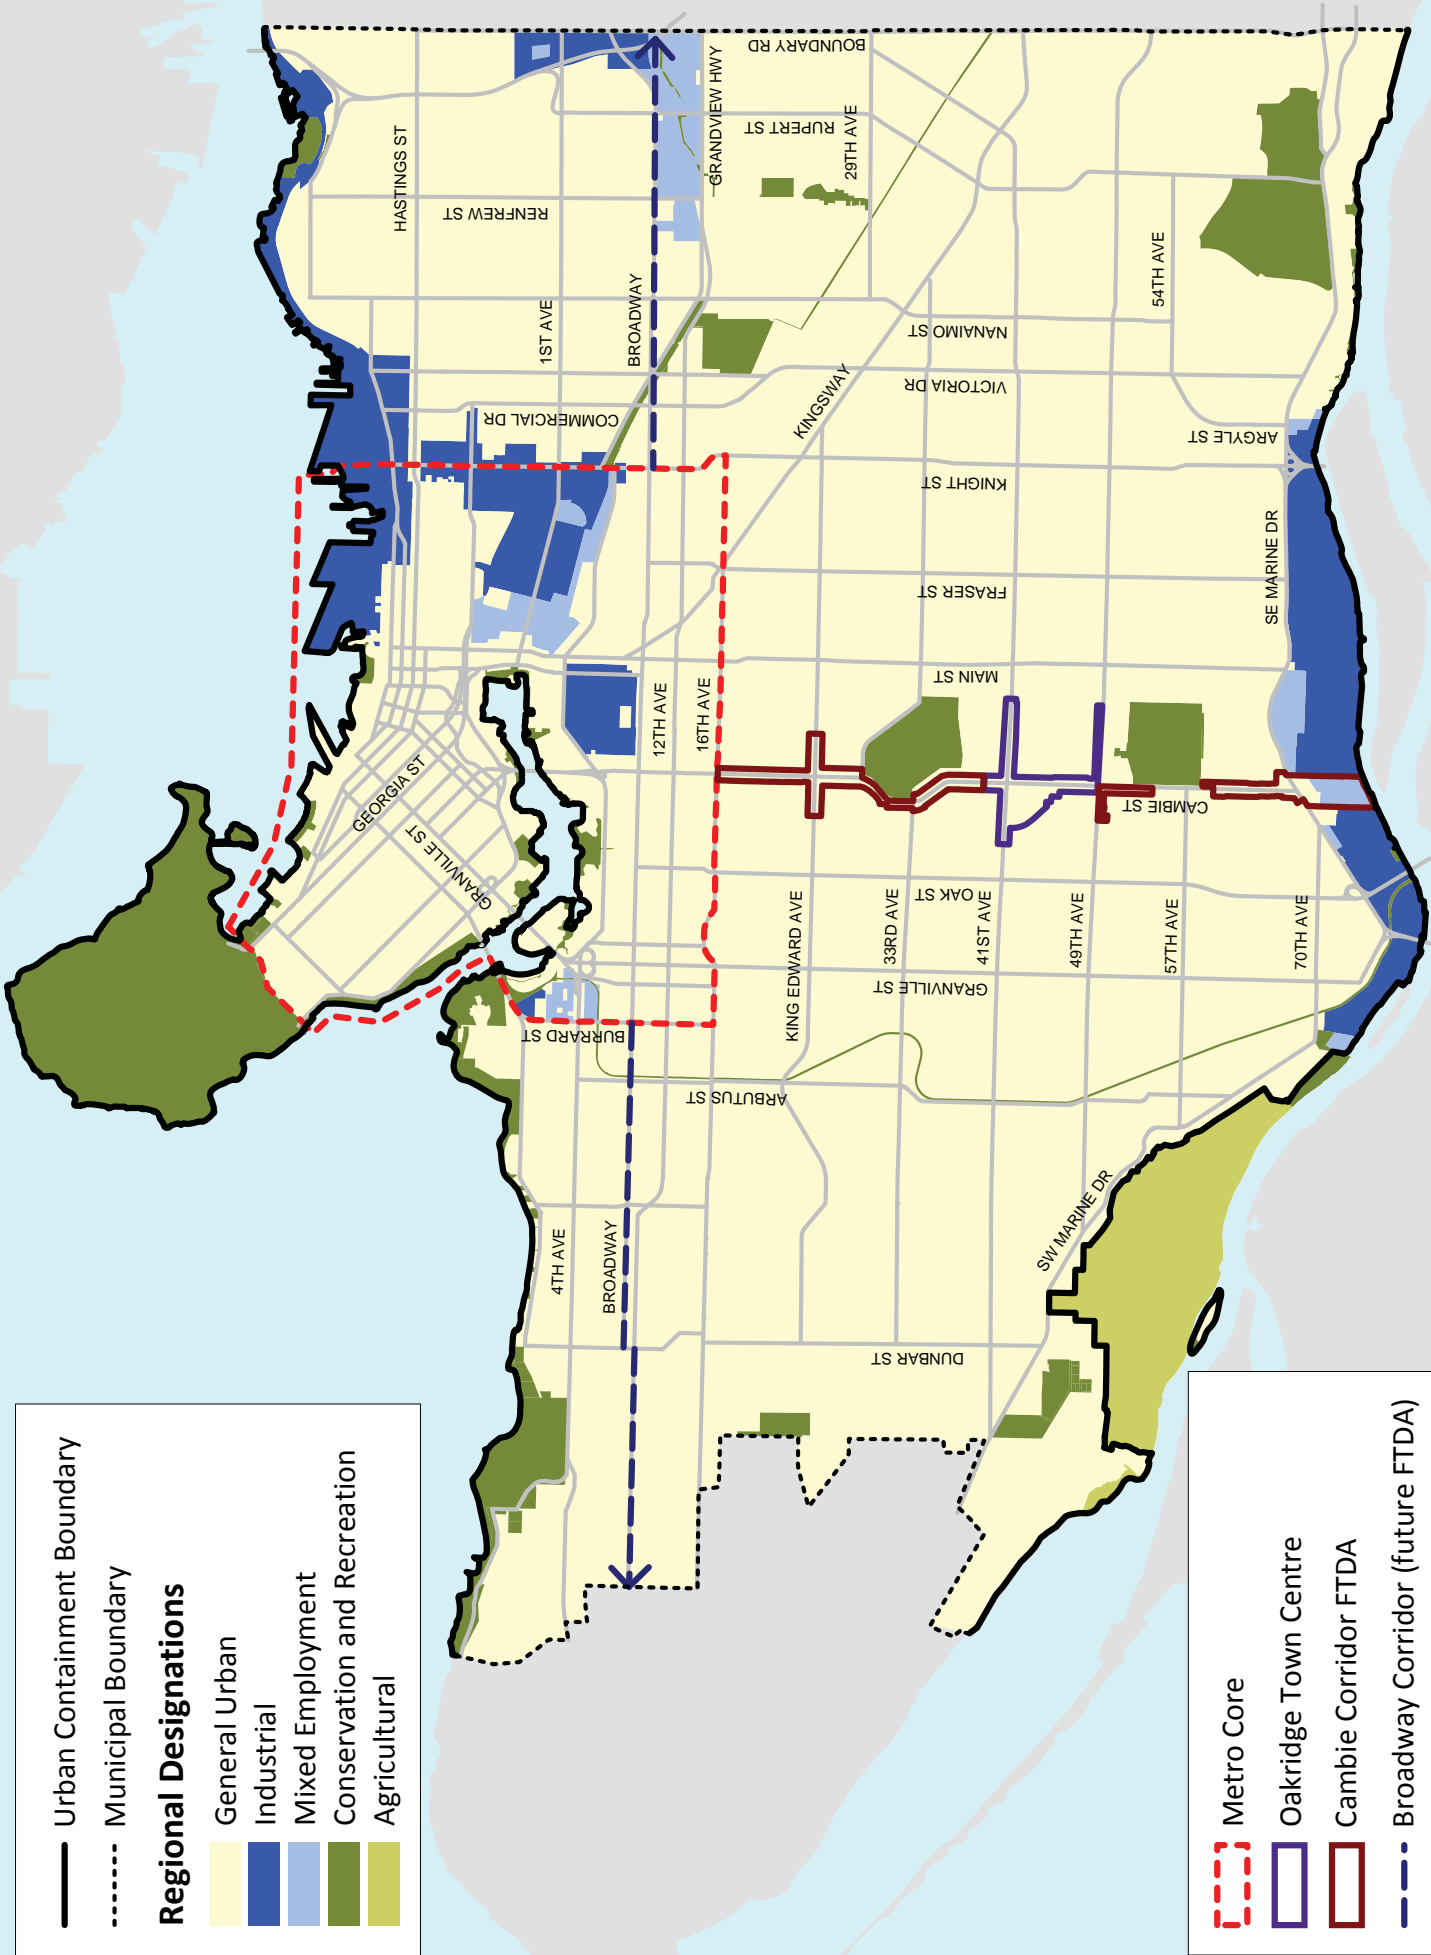 Urban Containment Boundary
Municipal Boundary
Regional Designations
General Urban
Industrial
Mixed Employment
Conservation and Recreation
Agricultural
Metro Core
Oakridge Town Centre
Cambie Corridor FTDA
Broadway Corridor (future FTDA)
4TH AVE
BROADWAY
DUNBAR ST
SW MARINE DR
ARBUTUS ST
BURRARD ST
KING EDWARD AVE
33RD AVE
41ST AVE
49TH AVE
57TH AVE
70TH AVE
GRANVILLE ST
OAK ST
GRANVILLE ST
GEORGIA ST
CAMBIE ST
12TH AVE
16TH AVE
MAIN ST
FRASER ST
SE MARINE DR
KNIGHT ST
ARGYLE ST
KINGSWAY
COMMERCIAL DR
VICTORIA DR
NANAIMO ST
1ST AVE
BROADWAY
54TH AVE
HASTINGS ST
RENFREW ST
GRANDVIEW HWY
29TH AVE
RUPERT ST
BOUNDARY RD